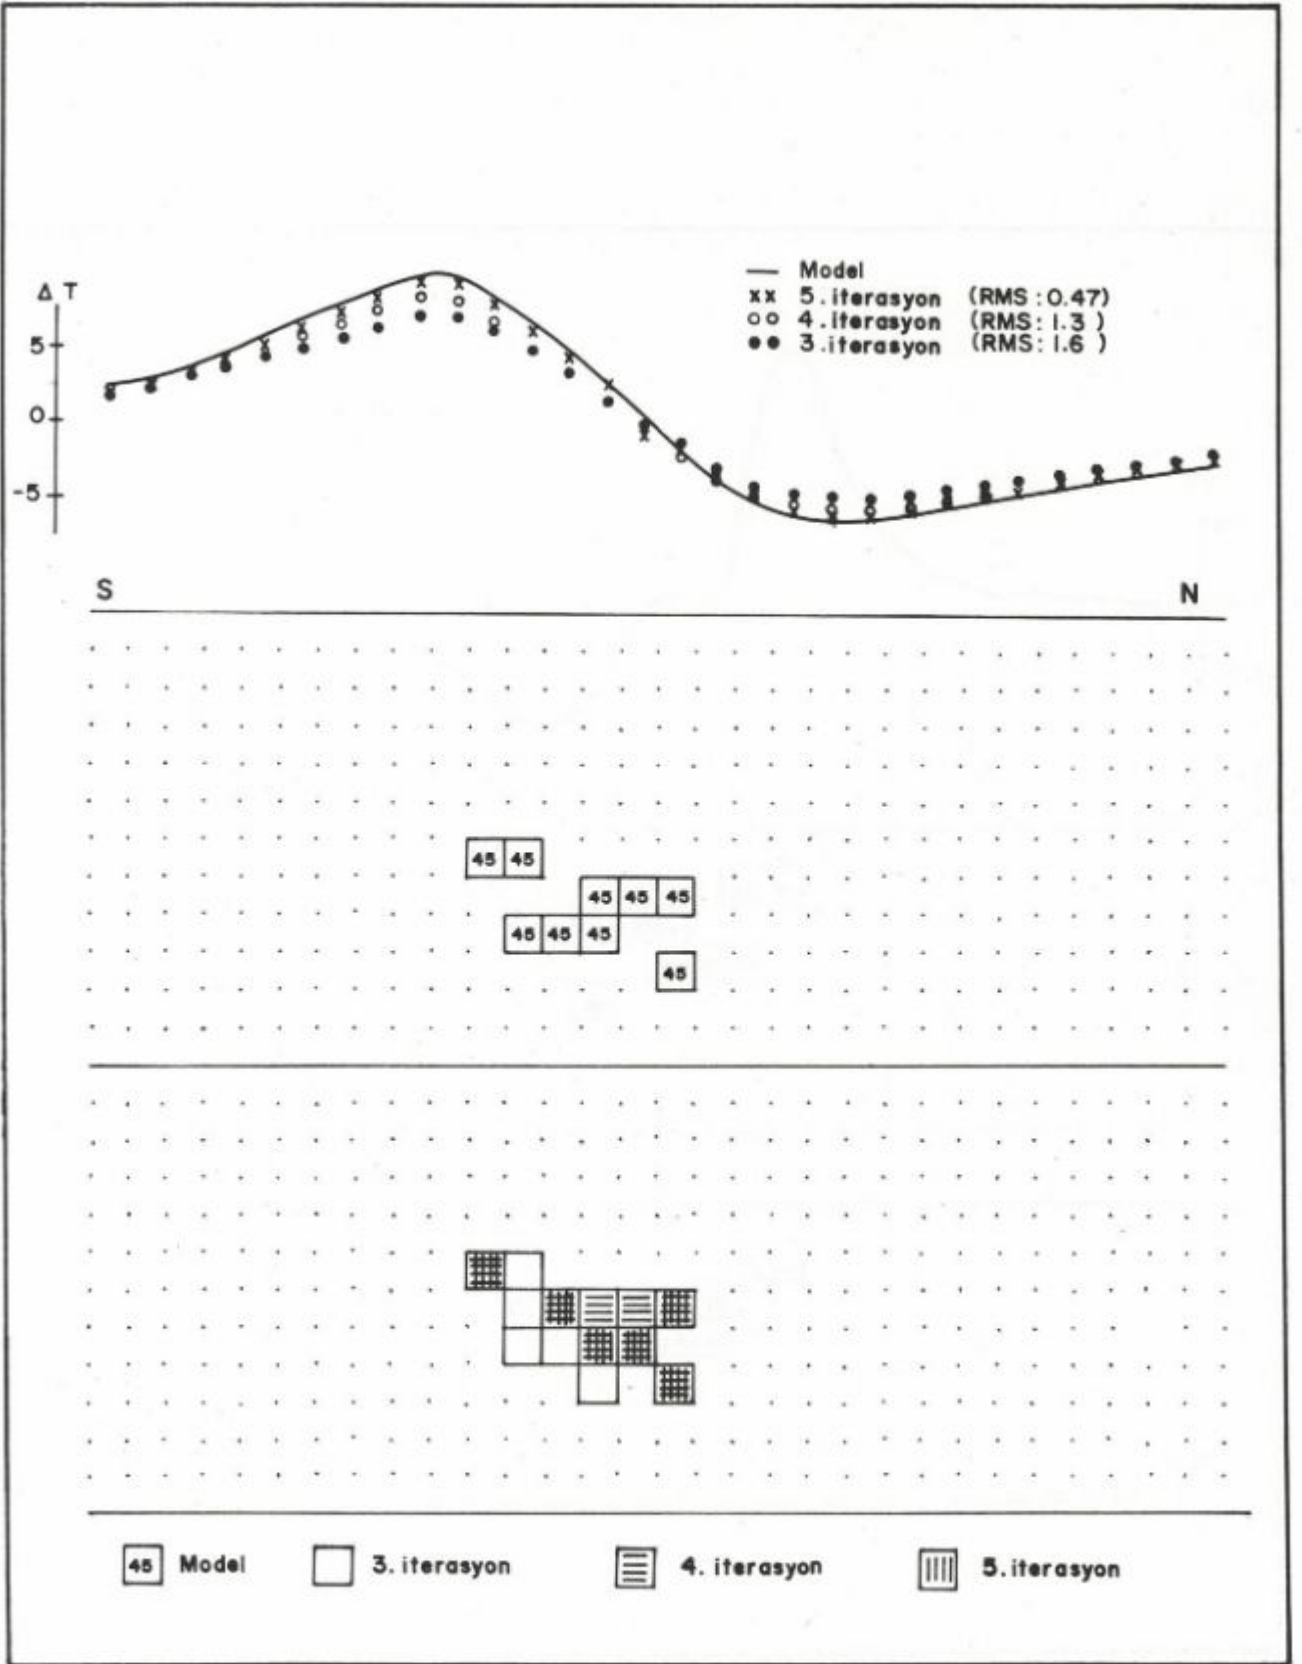 Δ T
5
0
-5
— Model
xx 5.iterasyon (RMS:0.47)
oo 4.iterasyon (RMS:1.3 )
●● 3.iterasyon (RMS:1.6 )
S N
45 45
45 45 45
45 45 45
45
45 Model 3. iterasyon 4. iterasyon 5.iterasyon